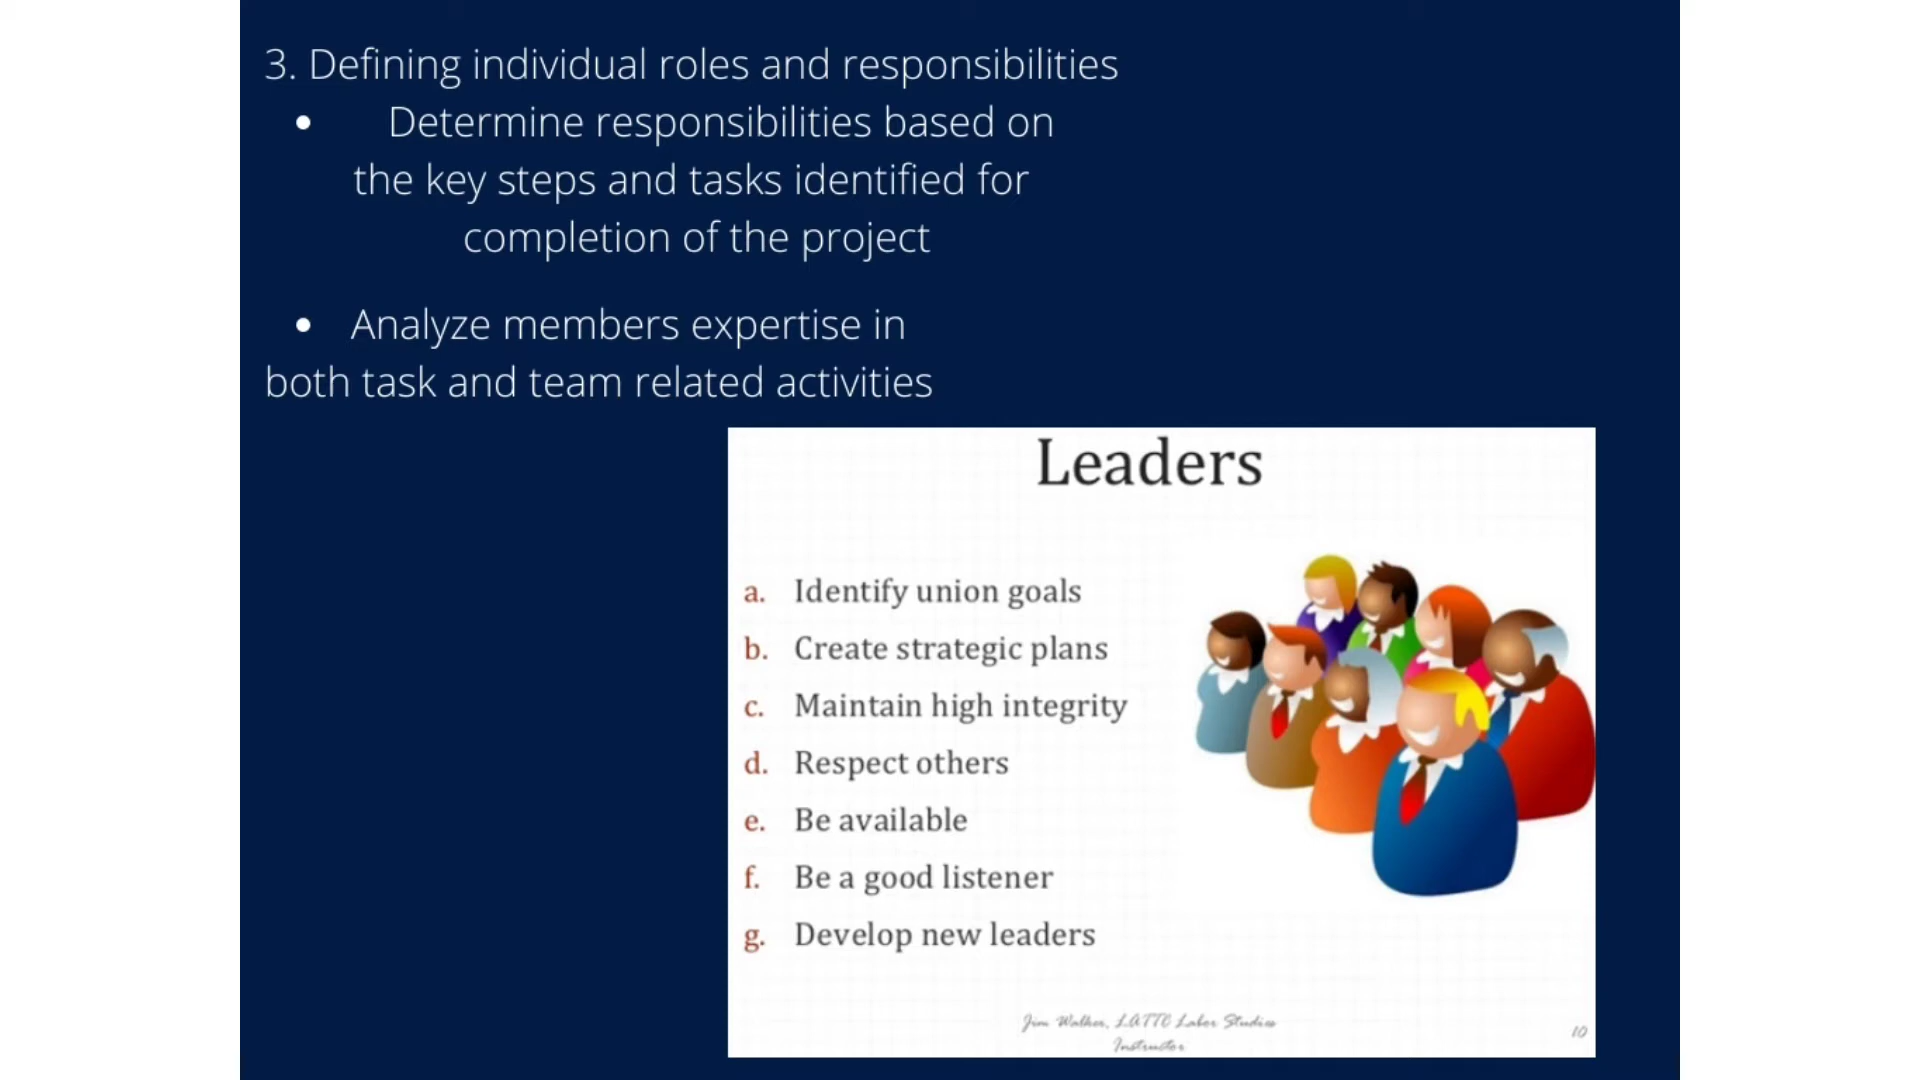 3. Defining individual roles and responsibilities
• Determine responsibilities based on
the key steps and tasks identified for
completion of the project
• Analyze members expertise in
both task and team related activities
Leaders
a. Identify union goals
b. Create strategic plans
c. Maintain high integrity
d. Respect others
e. Be available
f. Be a good listener
g. Develop new leaders
Jim Walker, LATTC Labor Studies
Instructor
10